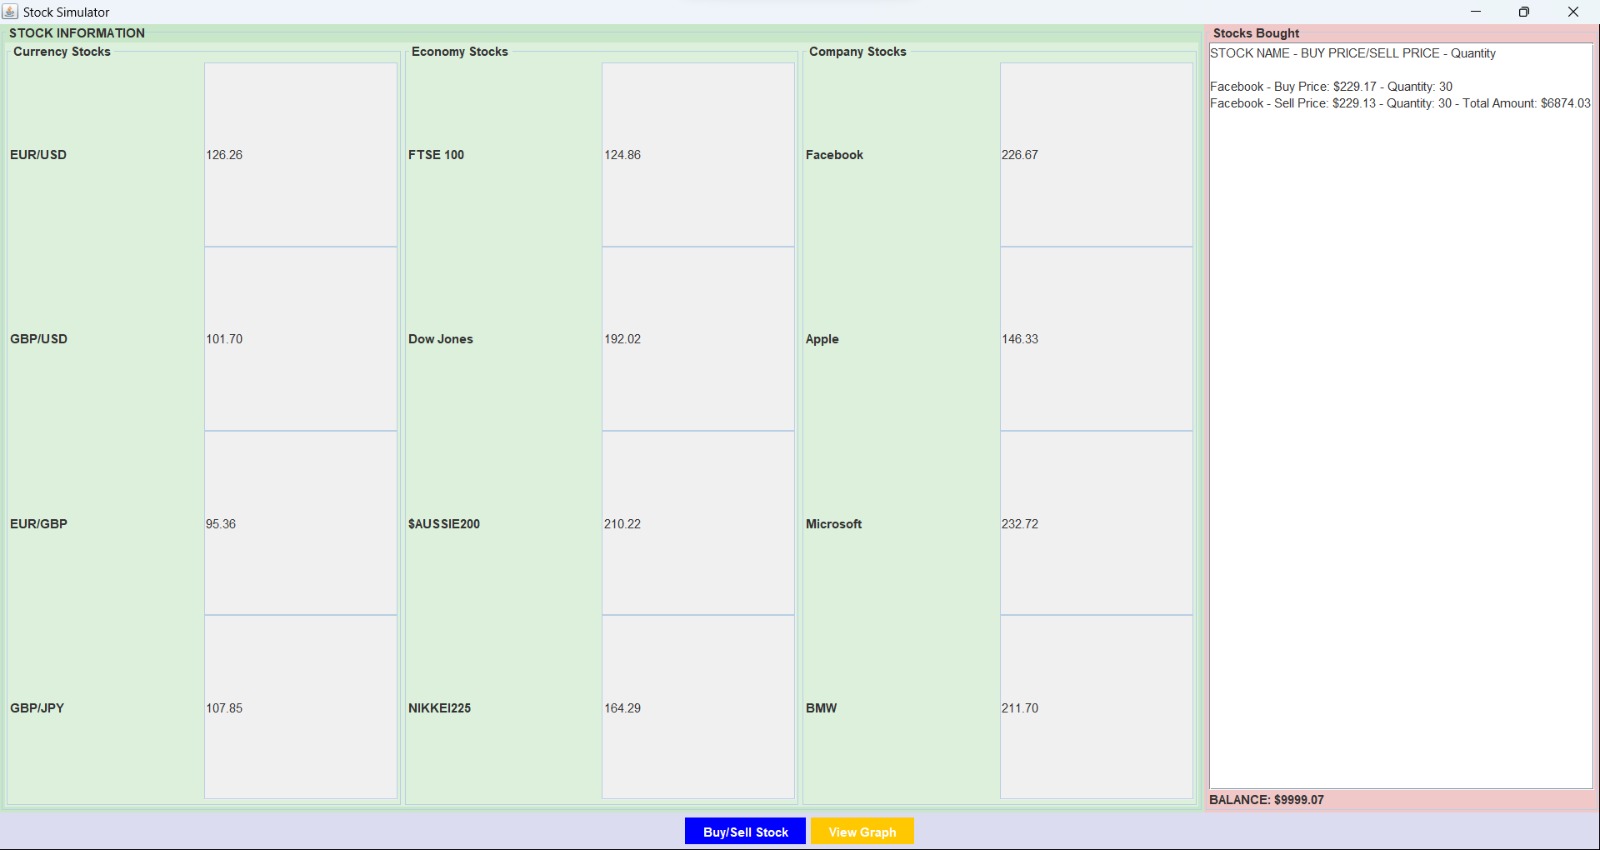 Stock Simulator
STOCK INFORMATION
Currency Stocks
EUR/USD 126.26
GBP/USD 101.70
EUR/GBP 95.36
GBP/JPY 107.85
Economy Stocks
FTSE 100 124.86
Dow Jones 192.02
$AUSSIE200 210.22
NIKKEI225 164.29
Company Stocks
Facebook 226.67
Apple 146.33
Microsoft 232.72
BMW 211.70
Stocks Bought
STOCK NAME - BUY PRICE/SELL PRICE - Quantity
Facebook - Buy Price: $229.17 - Quantity: 30
Facebook - Sell Price: $229.13 - Quantity: 30 - Total Amount: $6874.03
BALANCE: $9999.07
Buy/Sell Stock
View Graph